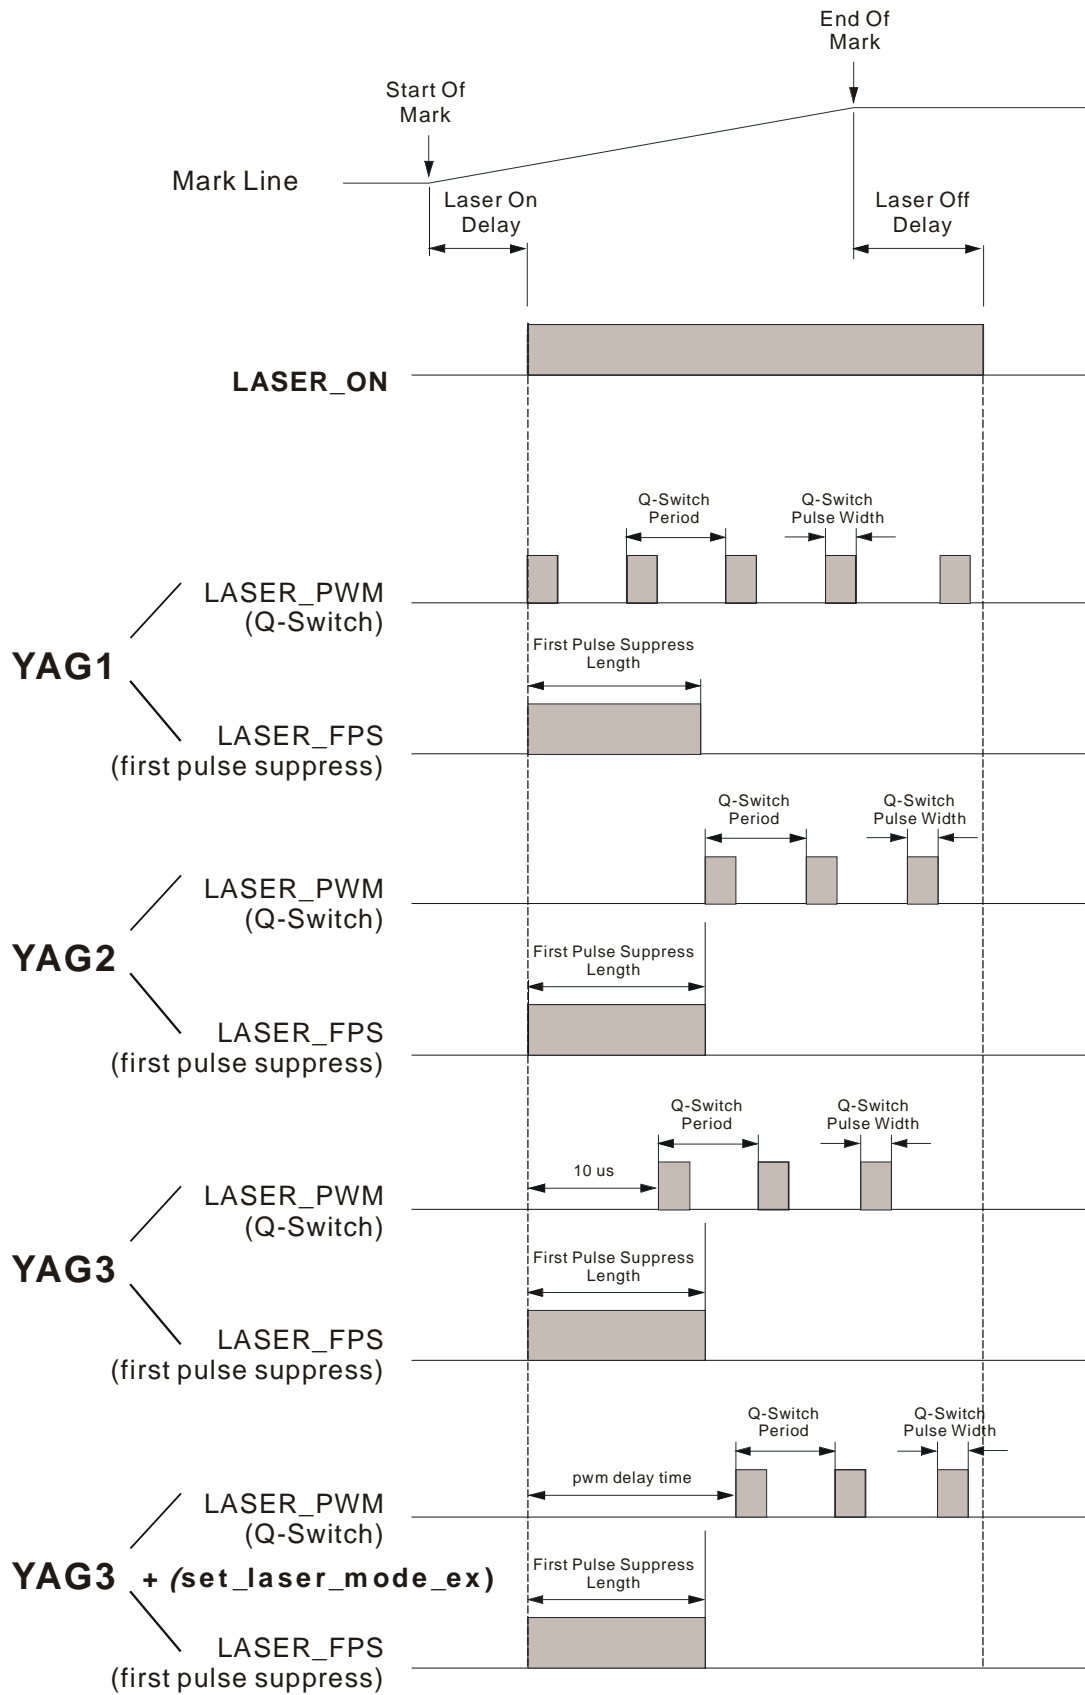 End Of
Mark
Start Of
Mark
Mark Line
Laser On
Delay
Laser Off
Delay
LASER_ON
Q-Switch
Period
Q-Switch
Pulse Width
LASER_PWM
(Q-Switch)
YAG1
First Pulse Suppress
Length
LASER_FPS
(first pulse suppress)
Q-Switch
Period
Q-Switch
Pulse Width
LASER_PWM
(Q-Switch)
YAG2
First Pulse Suppress
Length
LASER_FPS
(first pulse suppress)
Q-Switch
Period
Q-Switch
Pulse Width
10 us
LASER_PWM
(Q-Switch)
YAG3
First Pulse Suppress
Length
LASER_FPS
(first pulse suppress)
Q-Switch
Period
Q-Switch
Pulse Width
pwm delay time
LASER_PWM
(Q-Switch)
YAG3 + (set_laser_mode_ex)
First Pulse Suppress
Length
LASER_FPS
(first pulse suppress)